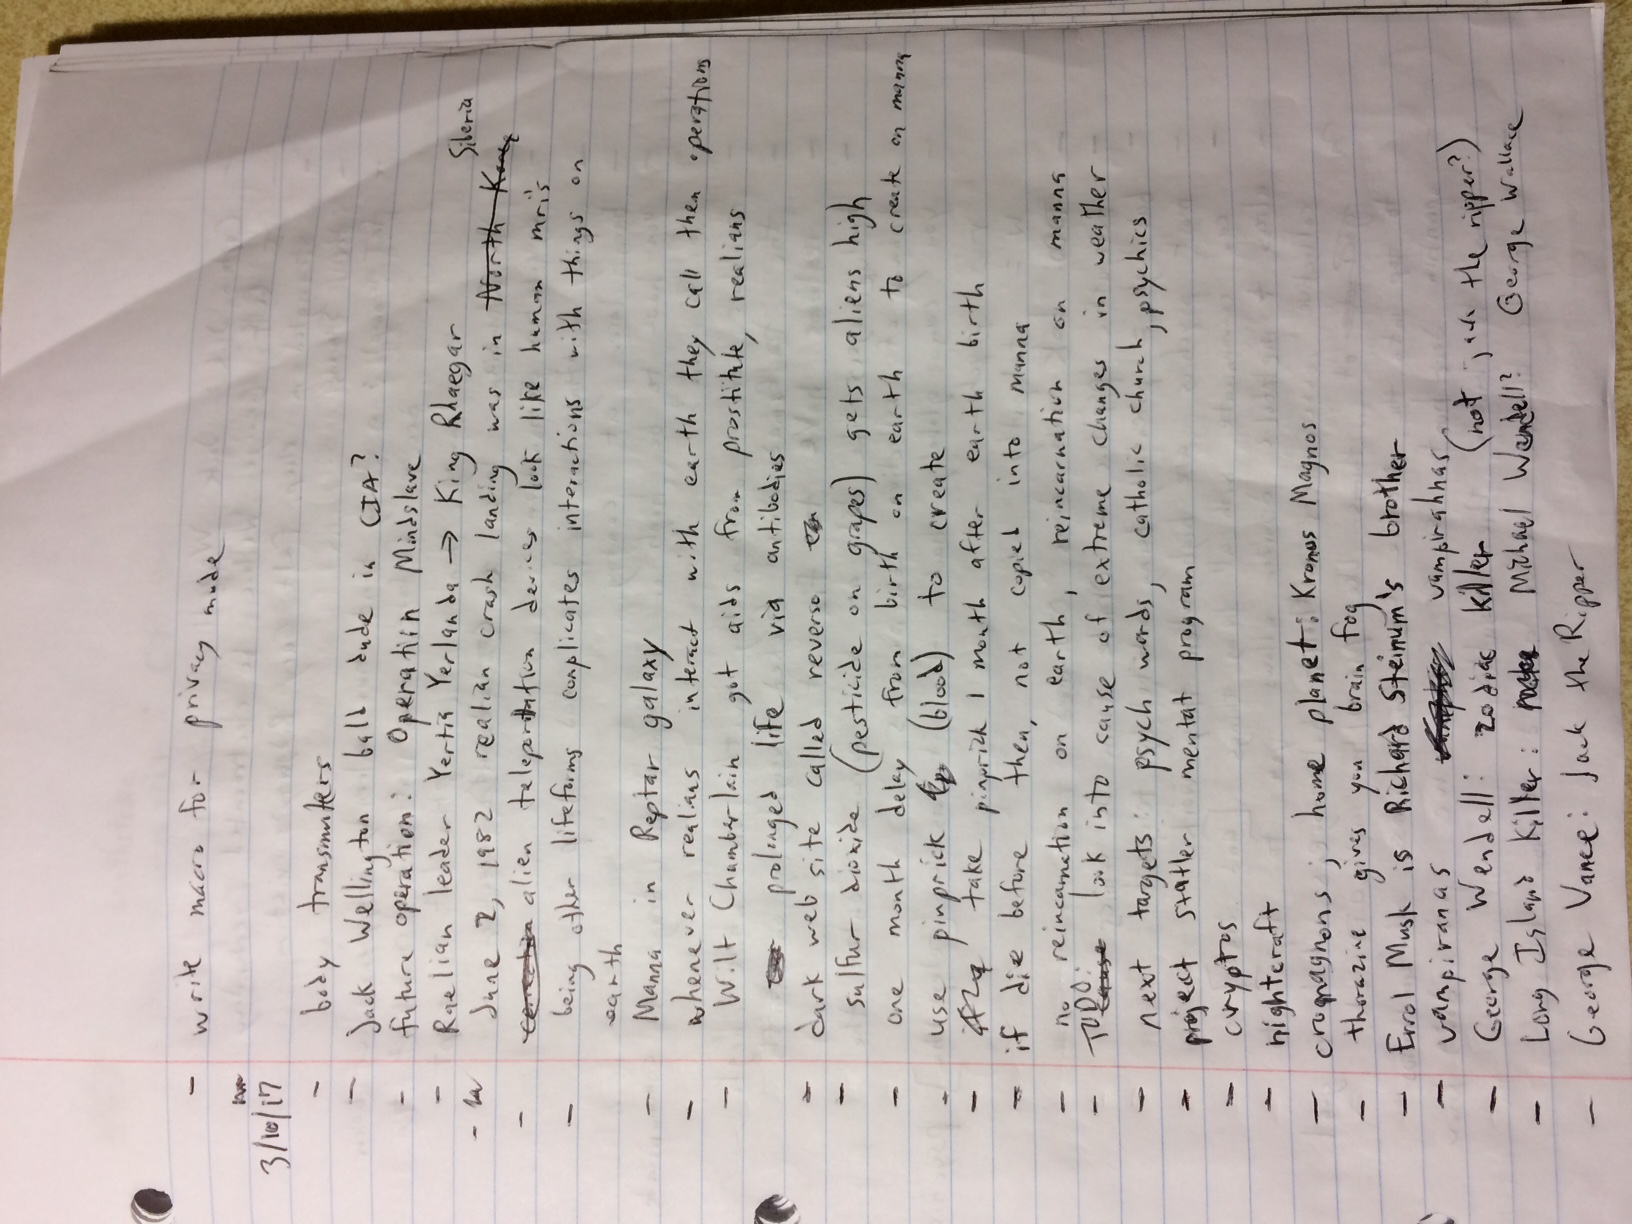 - write macro for privacy mode
3/10/17
- body transmuters
- Jack Wellington bald dude in CIA?
- future operation: Operation Mindslave
- Raelian leader Yertia Yerlanda → King Rhaegar
Siberia
- June 2, 1982 realian crash landing was in North Korea
- correction alien teleportation devices look like human mri's
- being other lifeforms complicates interactions with things on
earth
- Manna in Reptar galaxy
- whenever realians interact with earth they call them operations
- Wilt Chamberlain got aids from prostitute, realians
prolonged life via antibodies
- dark web site called reverso
- sulfur dioxide (pesticide on grapes) gets aliens high
- one month delay from birth on earth to create on manna
- use pinprick (blood) to create
- take pinprick 1 month after earth birth
- if die before then, not copied into manna
- no reincarnation on earth, reincarnation on manna
- TODO: cause look into cause of extreme changes in weather
- next targets: psych words, catholic church, psychics
- project statler mentat program
- cryptos
- nightcraft
- cromagnons; home planet: Kronos Magnos
- thorazine gives you brain fog
- Errol Musk is Richard Steinum's brother
- vampiranas vampirahnas
- George Wendell: zodiac killer (not jack the ripper?)
- Long Island Killer: Michael Wendell? George Wallace
- George Vance: Jack the Ripper